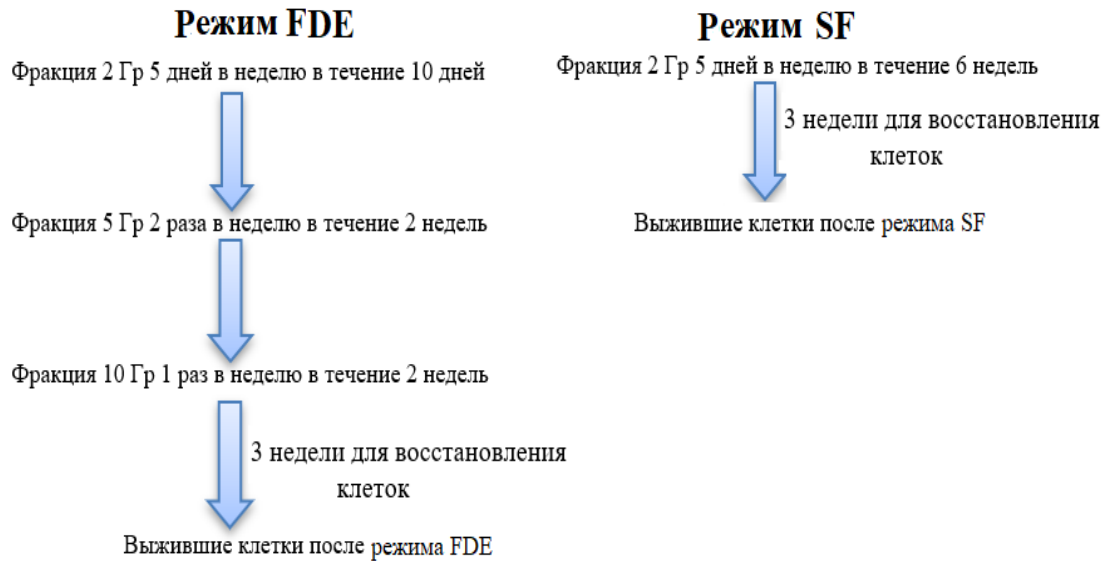 Режим FDE
Фракция 2 Гр 5 дней в неделю в течение 10 дней
Фракция 5 Гр 2 раза в неделю в течение 2 недель
Фракция 10 Гр 1 раз в неделю в течение 2 недель
3 недели для восстановления
клеток
Выжившие клетки после режима FDE
Режим SF
Фракция 2 Гр 5 дней в неделю в течение 6 недель
3 недели для восстановления
клеток
Выжившие клетки после режима SF